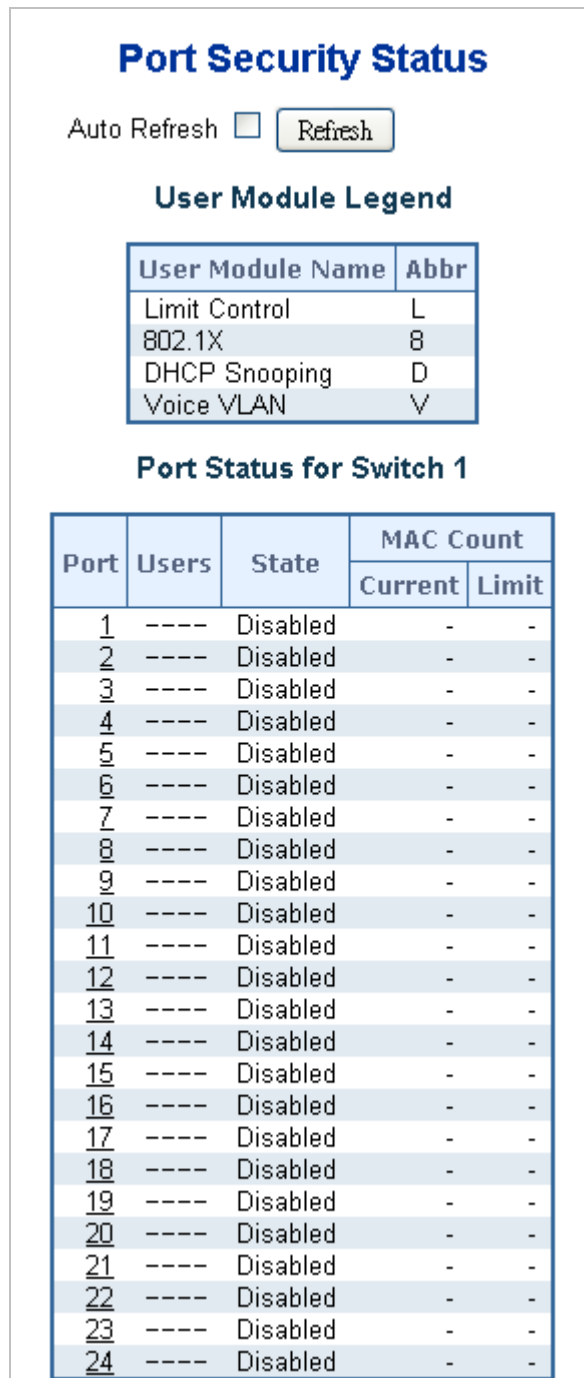 Port Security Status
Auto Refresh Refresh
User Module Legend
User Module Name Abbr
Limit Control L
802.1X 8
DHCP Snooping D
Voice VLAN V
Port Status for Switch 1
Port Users State MAC Count
Current Limit
1 ---- Disabled - -
2 ---- Disabled - -
3 ---- Disabled - -
4 ---- Disabled - -
5 ---- Disabled - -
6 ---- Disabled - -
7 ---- Disabled - -
8 ---- Disabled - -
9 ---- Disabled - -
10 ---- Disabled - -
11 ---- Disabled - -
12 ---- Disabled - -
13 ---- Disabled - -
14 ---- Disabled - -
15 ---- Disabled - -
16 ---- Disabled - -
17 ---- Disabled - -
18 ---- Disabled - -
19 ---- Disabled - -
20 ---- Disabled - -
21 ---- Disabled - -
22 ---- Disabled - -
23 ---- Disabled - -
24 ---- Disabled - -